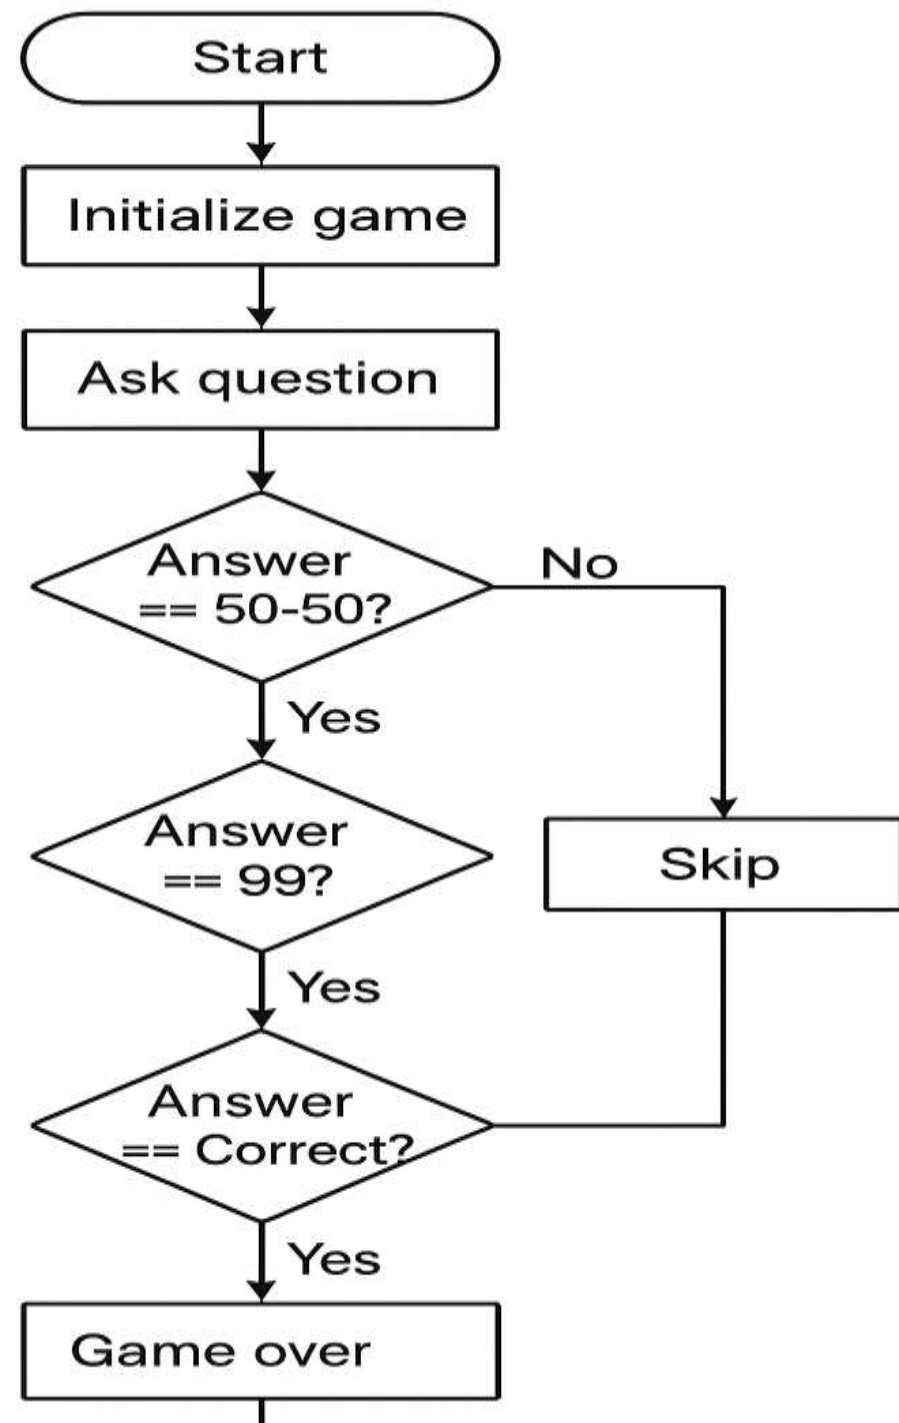 Start
Initialize game
Ask question
Answer
== 50-50?
No
Yes
Answer
== 99?
Skip
Yes
Answer
== Correct?
Yes
Game over